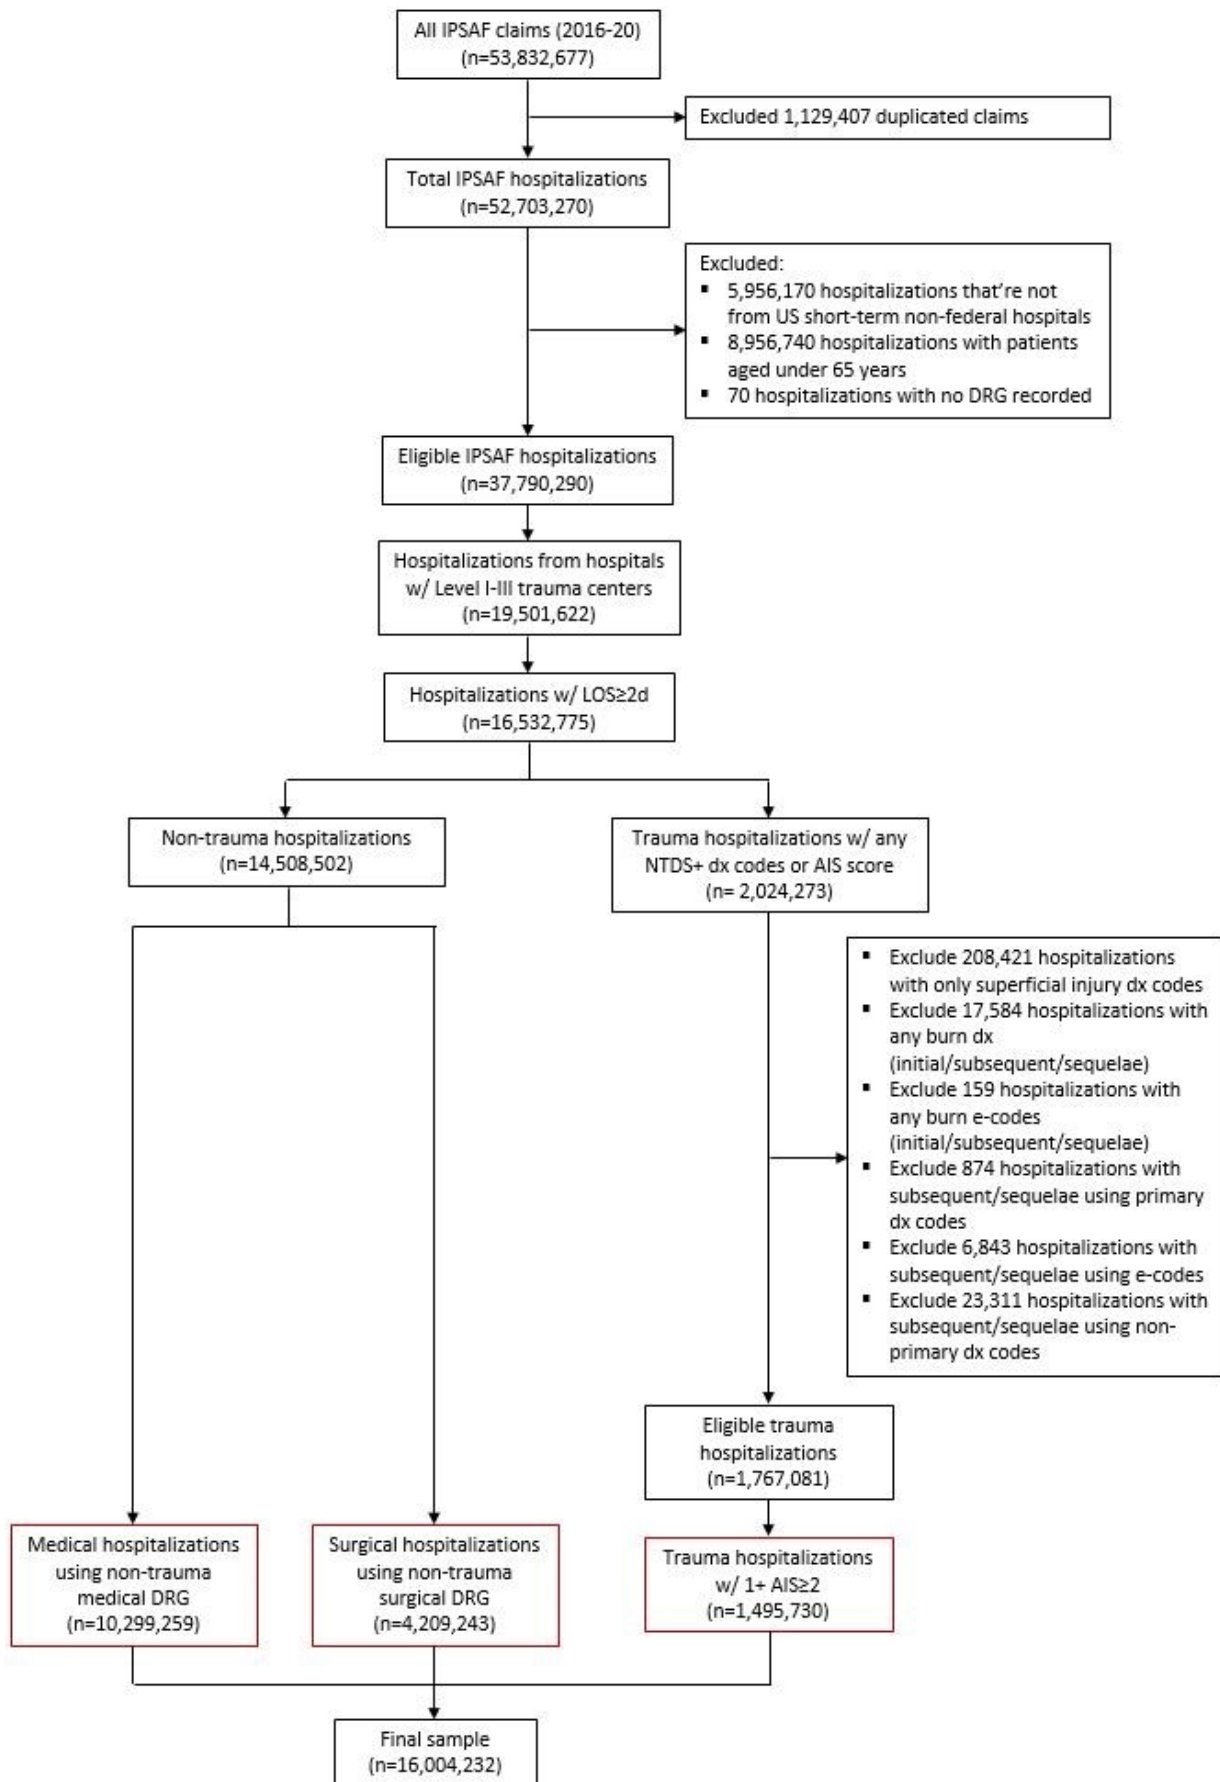 All IPSAF claims (2016-20)
(n=53,832,677)
Excluded 1,129,407 duplicated claims
Total IPSAF hospitalizations
(n=52,703,270)
Excluded:
▪ 5,956,170 hospitalizations that're not
from US short-term non-federal hospitals
▪ 8,956,740 hospitalizations with patients
aged under 65 years
▪ 70 hospitalizations with no DRG recorded
Eligible IPSAF hospitalizations
(n=37,790,290)
Hospitalizations from hospitals
w/ Level I-III trauma centers
(n=19,501,622)
Hospitalizations w/ LOS≥2d
(n=16,532,775)
Non-trauma hospitalizations
(n=14,508,502)
Trauma hospitalizations w/ any
NTDS+ dx codes or AIS score
(n= 2,024,273)
▪ Exclude 208,421 hospitalizations
with only superficial injury dx codes
▪ Exclude 17,584 hospitalizations with
any burn dx
(initial/subsequent/sequelae)
▪ Exclude 159 hospitalizations with
any burn e-codes
(initial/subsequent/sequelae)
▪ Exclude 874 hospitalizations with
subsequent/sequelae using primary
dx codes
▪ Exclude 6,843 hospitalizations with
subsequent/sequelae using e-codes
▪ Exclude 23,311 hospitalizations with
subsequent/sequelae using non-
primary dx codes
Eligible trauma
hospitalizations
(n=1,767,081)
Medical hospitalizations
using non-trauma
medical DRG
(n=10,299,259)
Surgical hospitalizations
using non-trauma
surgical DRG
(n=4,209,243)
Trauma hospitalizations
w/ 1+ AIS≥2
(n=1,495,730)
Final sample
(n=16,004,232)